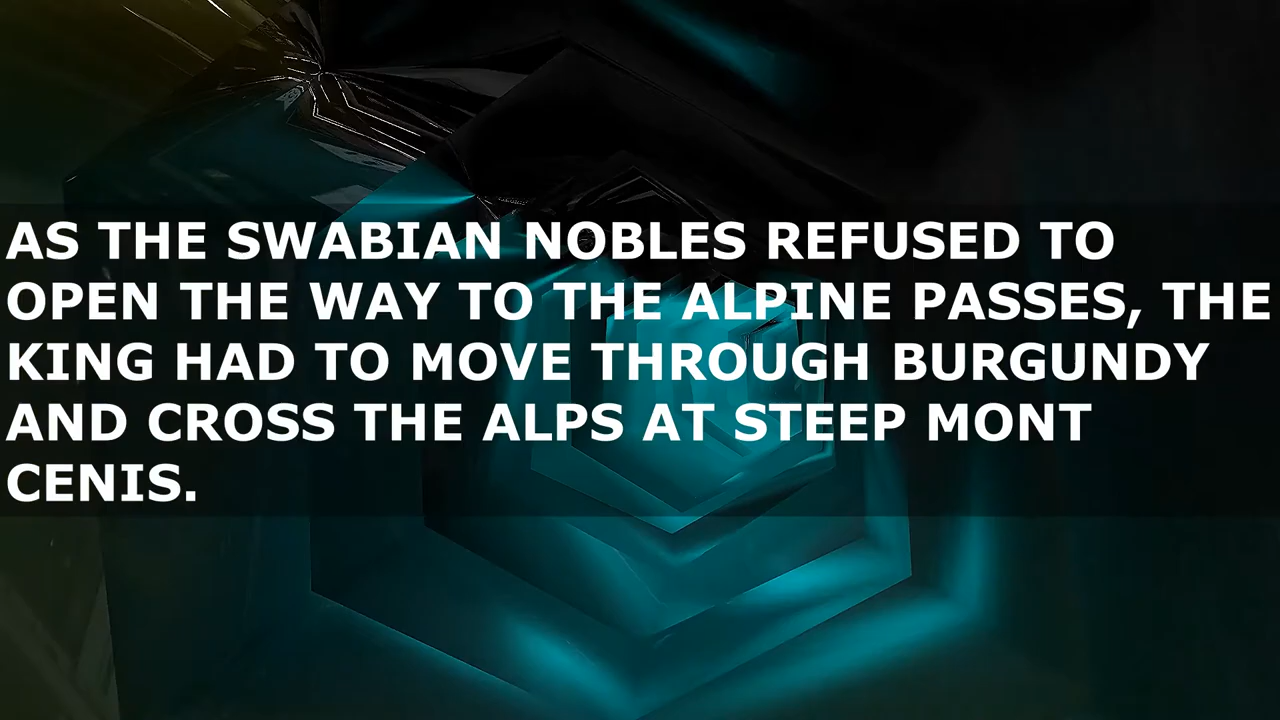 AS THE SWABIAN NOBLES REFUSED TO
OPEN THE WAY TO THE ALPINE PASSES, THE
KING HAD TO MOVE THROUGH BURGUNDY
AND CROSS THE ALPS AT STEEP MONT
CENIS.